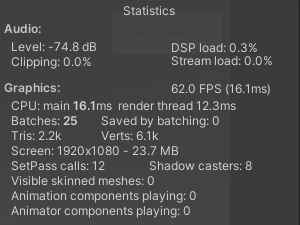 Statistics
Audio:
Level: -74.8 dB DSP load: 0.3%
Clipping: 0.0% Stream load: 0.0%
Graphics: 62.0 FPS (16.1ms)
CPU: main 16.1ms render thread 12.3ms
Batches: 25 Saved by batching: 0
Tris: 2.2k Verts: 6.1k
Screen: 1920x1080 - 23.7 MB
SetPass calls: 12 Shadow casters: 8
Visible skinned meshes: 0
Animation components playing: 0
Animator components playing: 0